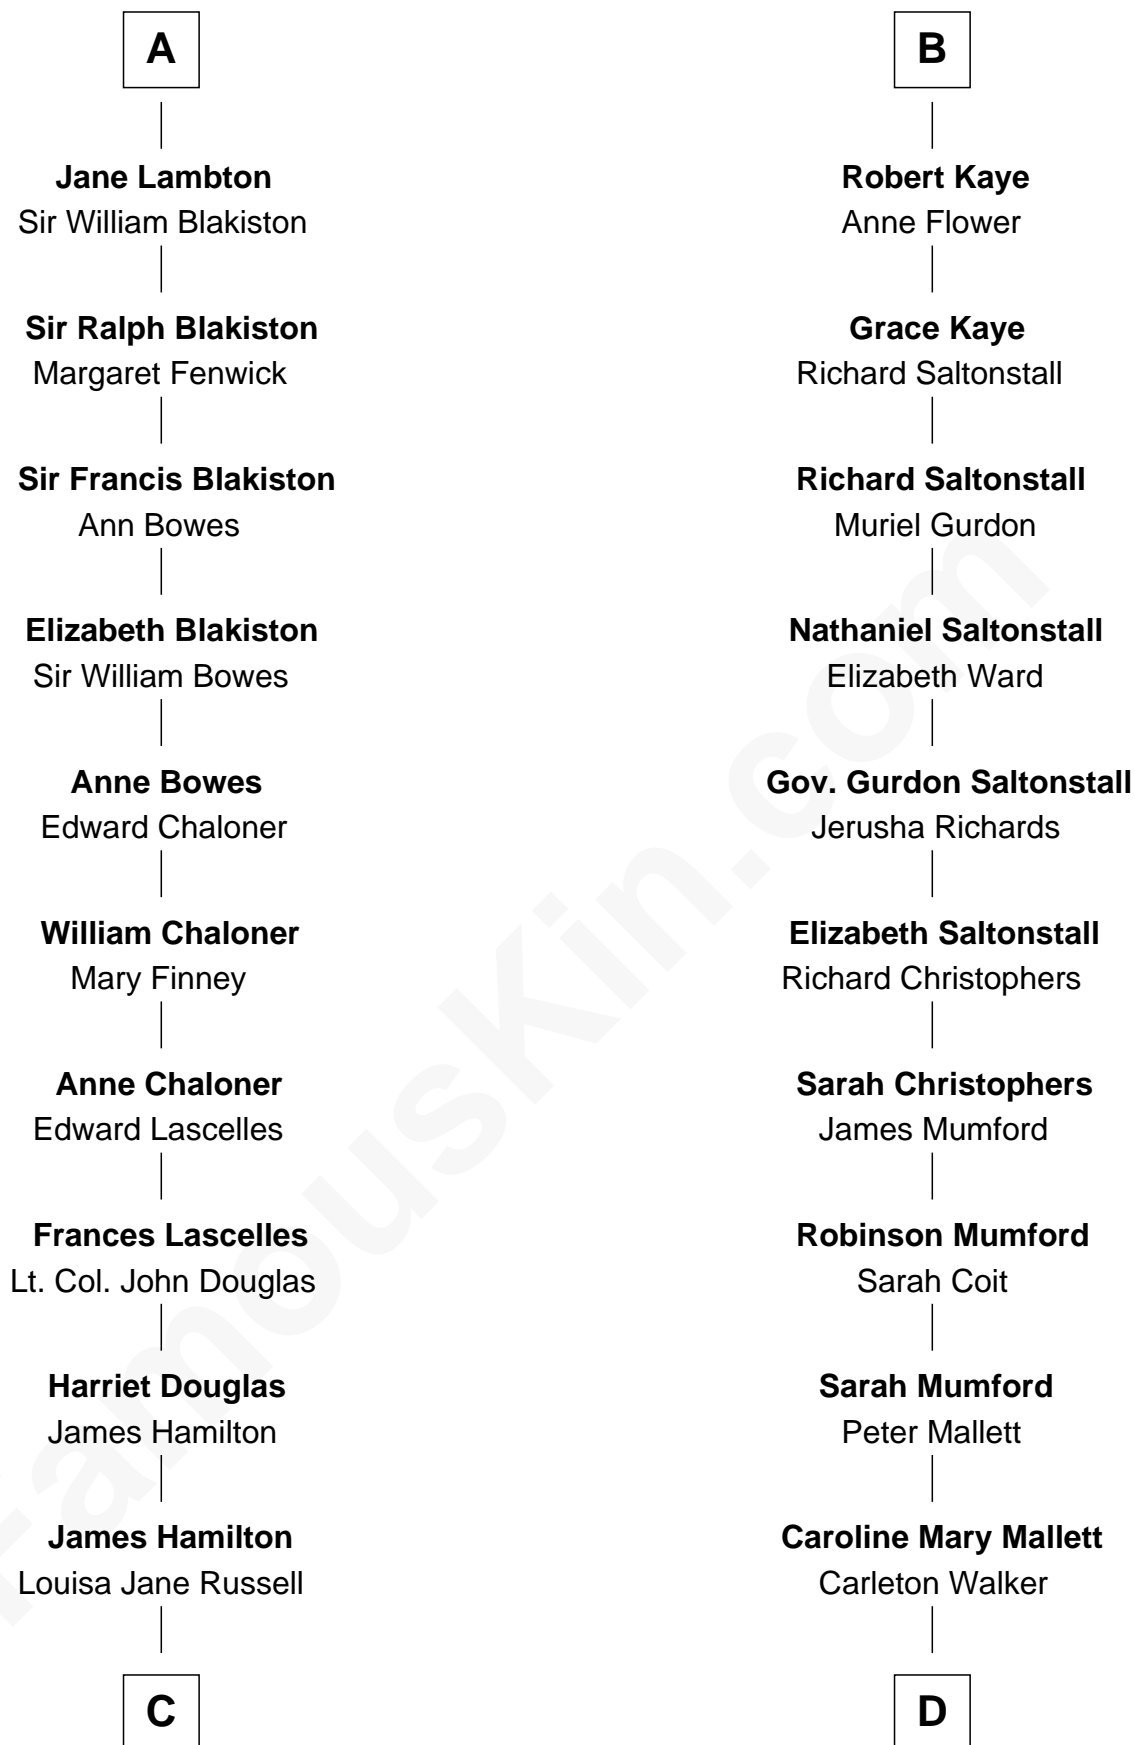 A
Jane Lambton
Sir William Blakiston
Sir Ralph Blakiston
Margaret Fenwick
Sir Francis Blakiston
Ann Bowes
Elizabeth Blakiston
Sir William Bowes
Anne Bowes
Edward Chaloner
William Chaloner
Mary Finney
Anne Chaloner
Edward Lascelles
Frances Lascelles
Lt. Col. John Douglas
Harriet Douglas
James Hamilton
James Hamilton
Louisa Jane Russell
C
B
Robert Kaye
Anne Flower
Grace Kaye
Richard Saltonstall
Richard Saltonstall
Muriel Gurdon
Nathaniel Saltonstall
Elizabeth Ward
Gov. Gurdon Saltonstall
Jerusha Richards
Elizabeth Saltonstall
Richard Christophers
Sarah Christophers
James Mumford
Robinson Mumford
Sarah Coit
Sarah Mumford
Peter Mallett
Caroline Mary Mallett
Carleton Walker
D
FamousKin.com